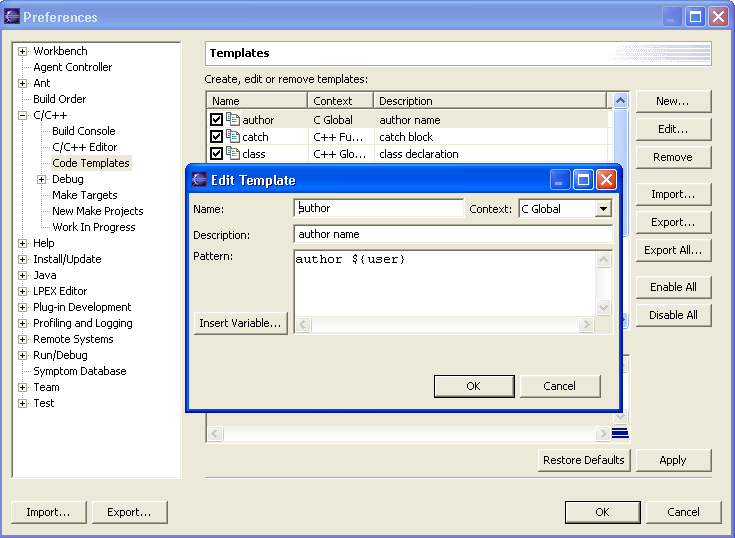 Preferences
Workbench
Agent Controller
Ant
Build Order
C/C++
Build Console
C/C++ Editor
Code Templates
Debug
Make Targets
New Make Projects
Work In Progress
Help
Install/Update
Java
LPEX Editor
Plug-in Development
Profiling and Logging
Remote Systems
Run/Debug
Symptom Database
Team
Test
Templates
Create, edit or remove templates:
Name Context Description
author C Global author name
catch C++ Fu... catch block
class C++ Glo... class declaration
New...
Edit...
Remove
Import...
Export...
Export All...
Enable All
Disable All
Edit Template
Name: author Context: C Global
Description: author name
Pattern: author ${user}
Insert Variable...
OK Cancel
Restore Defaults Apply
Import... Export... OK Cancel